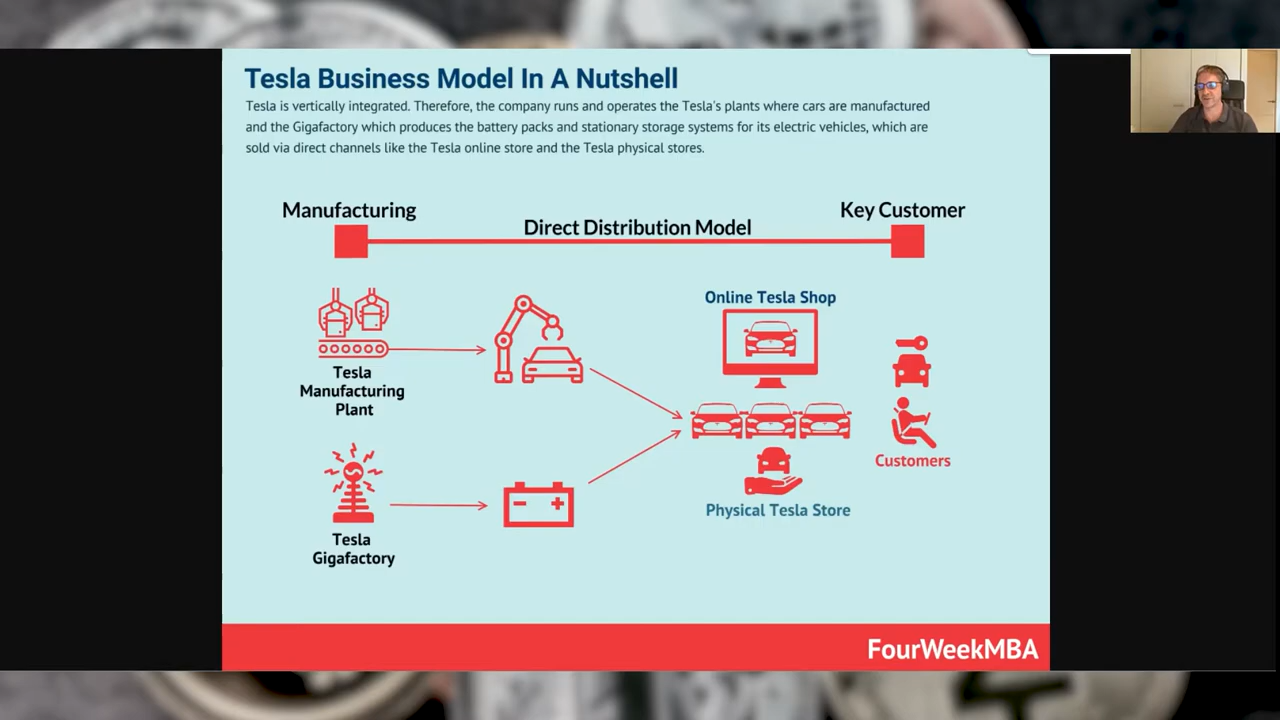 Tesla Business Model In A Nutshell
Tesla is vertically integrated. Therefore, the company runs and operates the Tesla's plants where cars are manufactured
and the Gigafactory which produces the battery packs and stationary storage systems for its electric vehicles, which are
sold via direct channels like the Tesla online store and the Tesla physical stores.
Manufacturing
Direct Distribution Model
Key Customer
Online Tesla Shop
Tesla
Manufacturing
Plant
Customers
Physical Tesla Store
Tesla
Gigafactory
FourWeekMBA